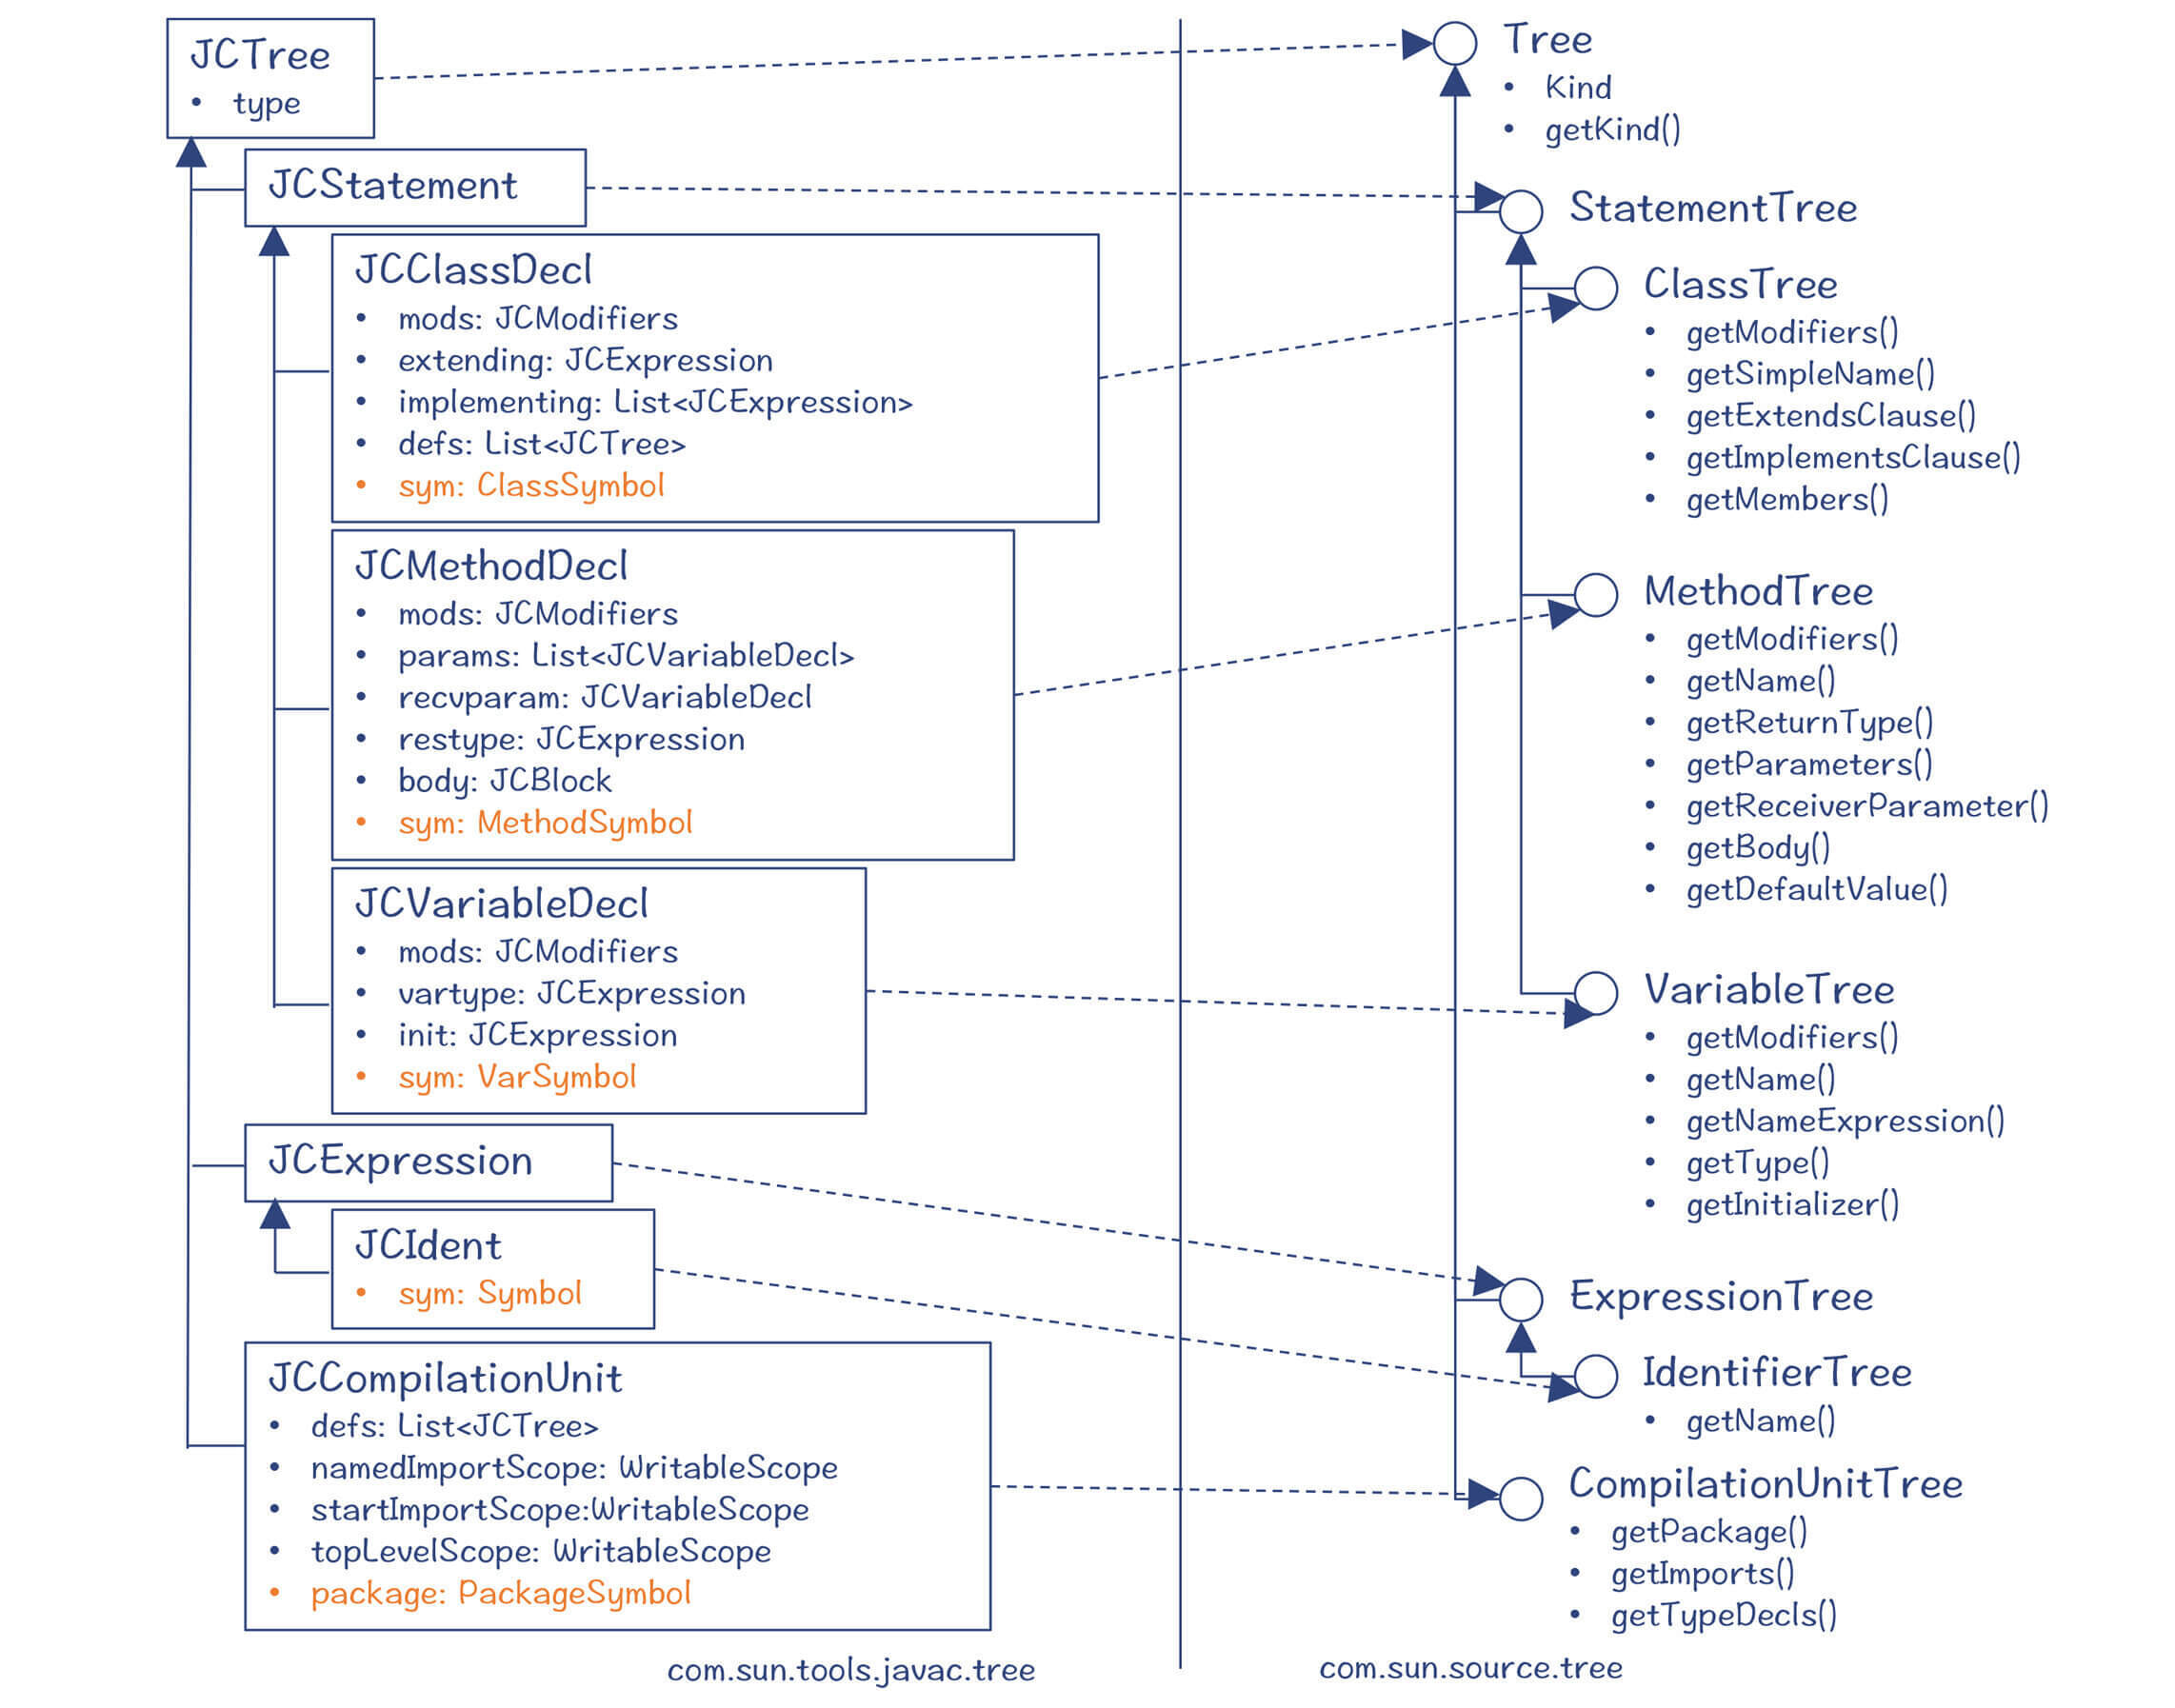 JCTree
• type
JCStatement
JCClassDecl
• mods: JCModifiers
• extending: JCExpression
• implementing: List<JCExpression>
• defs: List<JCTree>
• sym: ClassSymbol
JCMethodDecl
• mods: JCModifiers
• params: List<JCVariableDecl>
• recvparam: JCVariableDecl
• restype: JCExpression
• body: JCBlock
• sym: MethodSymbol
JCVariableDecl
• mods: JCModifiers
• vartype: JCExpression
• init: JCExpression
• sym: VarSymbol
JCExpression
JCIdent
• sym: Symbol
JCCompilationUnit
• defs: List<JCTree>
• namedImportScope: WritableScope
• startImportScope:WritableScope
• topLevelScope: WritableScope
• package: PackageSymbol
com.sun.tools.javac.tree
Tree
• Kind
• getKind()
StatementTree
ClassTree
• getModifiers()
• getSimpleName()
• getExtendsClause()
• getImplementsClause()
• getMembers()
MethodTree
• getModifiers()
• getName()
• getReturnType()
• getParameters()
• getReceiverParameter()
• getBody()
• getDefaultValue()
VariableTree
• getModifiers()
• getName()
• getNameExpression()
• getType()
• getInitializer()
ExpressionTree
IdentifierTree
• getName()
CompilationUnitTree
• getPackage()
• getImports()
• getTypeDecls()
com.sun.source.tree